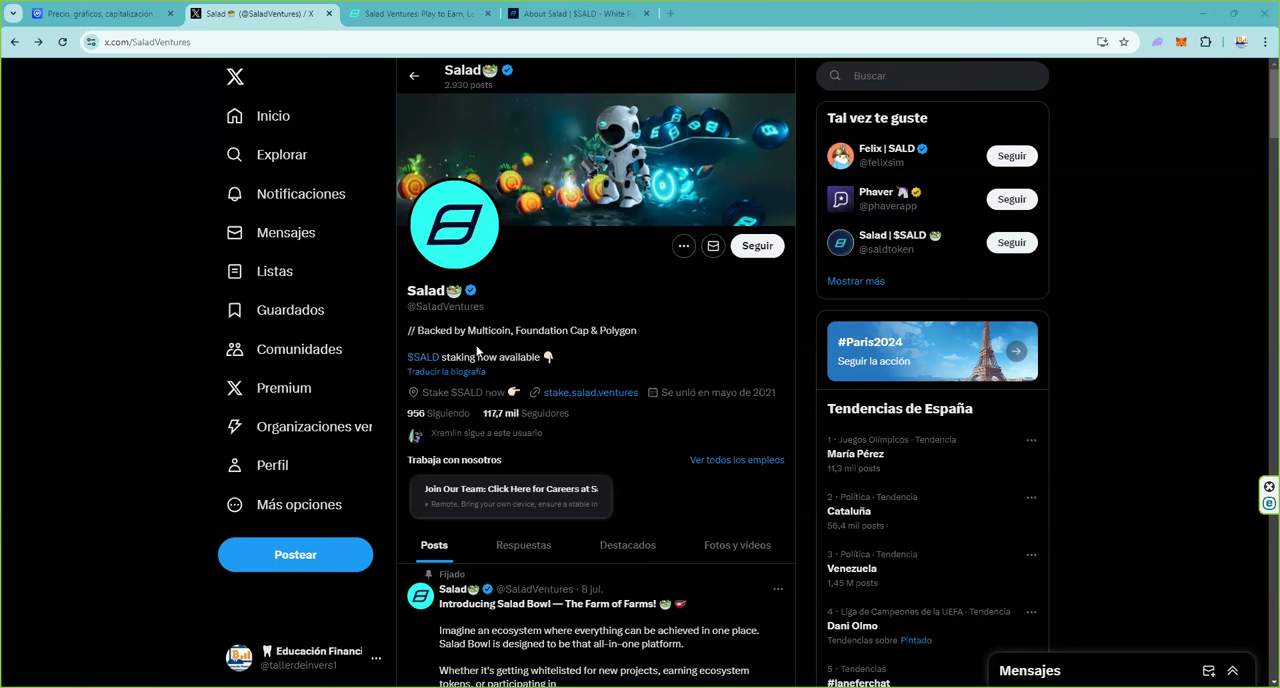 Precio, gráficos, capitalización
Salad🥗 (@SaladVentures) / X
Salad Ventures: Play to Earn, Le
About Salad | $SALD - White P
x.com/SaladVentures
Salad🥗
2.930 posts
Buscar
Inicio
Explorar
Notificaciones
Mensajes
Listas
Guardados
Comunidades
Premium
Organizaciones ver
Perfil
Más opciones
Postear
Educación Financi
@tallerdeinvers1
Seguir
Salad🥗
@SaladVentures
// Backed by Multicoin, Foundation Cap & Polygon
$SALD staking now available 👇🏻
Traducir la biografía
Stake $SALD now 👉🏻 stake.salad.ventures Se unió en mayo de 2021
956 Siguiendo 117,7 mil Seguidores
Xremlin sigue a este usuario
Trabaja con nosotros
Ver todos los empleos
Join Our Team: Click Here for Careers at S
• Remote. Bring your own device, ensure a stable in
Posts
Respuestas
Destacados
Fotos y videos
Fijado
Salad🥗 @SaladVentures · 8 jul.
Introducing Salad Bowl — The Farm of Farms! 🥗
Imagine an ecosystem where everything can be achieved in one place.
Salad Bowl is designed to be that all-in-one platform.
Whether it's getting whitelisted for new projects, earning ecosystem
tokens, or participating in
Tal vez te guste
Felix | SALD
@felixsim
Seguir
Phaver 🦄
@phaverapp
Seguir
Salad | $SALD 🥗
@saldtoken
Seguir
Mostrar más
#Paris2024
Seguir la acción
Tendencias de España
1 · Juegos Olímpicos · Tendencia
María Pérez
11,3 mil posts
2 · Política · Tendencia
Cataluña
56,4 mil posts
3 · Política · Tendencia
Venezuela
1,45 M posts
4 · Liga de Campeones de la UEFA · Tendencia
Dani Olmo
Tendencias sobre Pintado
5 · Tendencias
#laneferchat
Mensajes